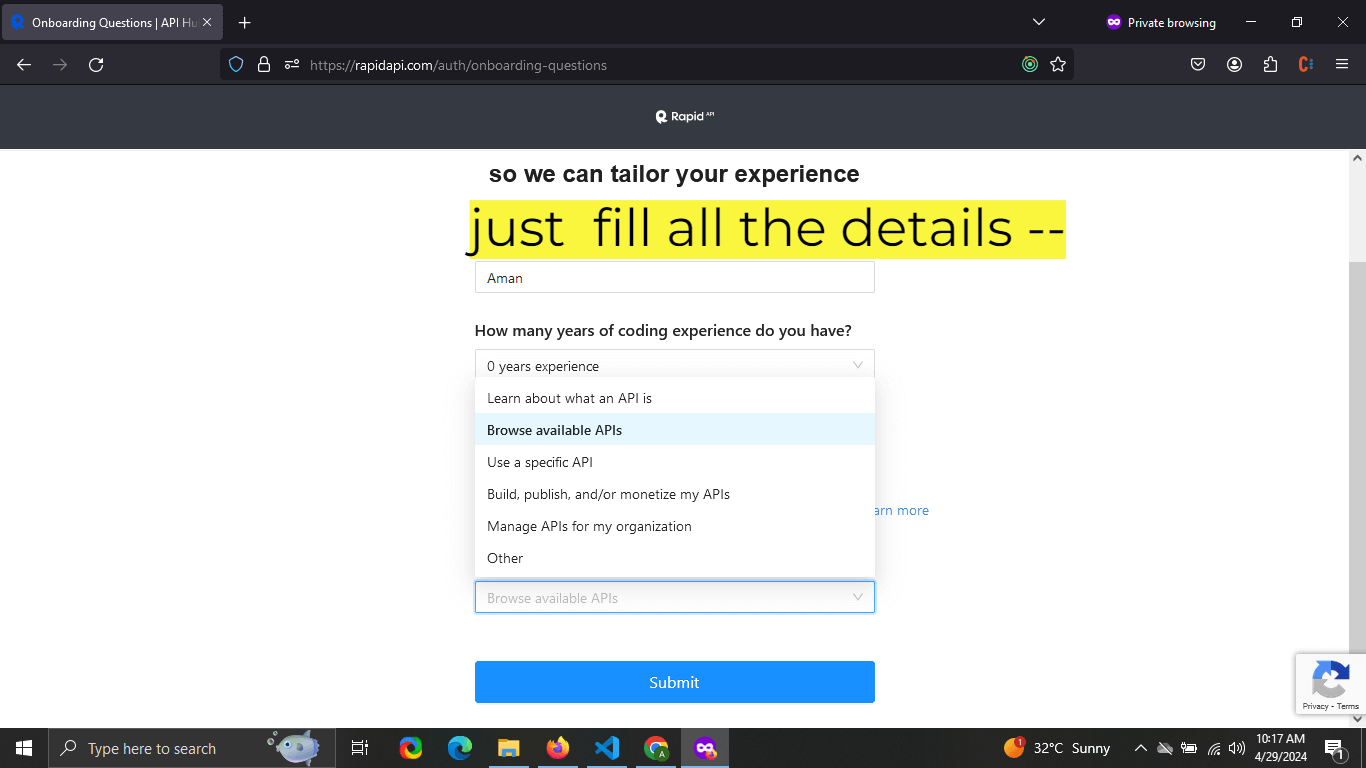 Onboarding Questions | API Hu
Private browsing
https://rapidapi.com/auth/onboarding-questions
Rapid API
so we can tailor your experience
just fill all the details --
Aman
How many years of coding experience do you have?
0 years experience
Learn about what an API is
Browse available APIs
Use a specific API
Build, publish, and/or monetize my APIs
arn more
Manage APIs for my organization
Other
Browse available APIs
Submit
Privacy - Terms
Type here to search
32°C Sunny
10:17 AM
4/29/2024
1